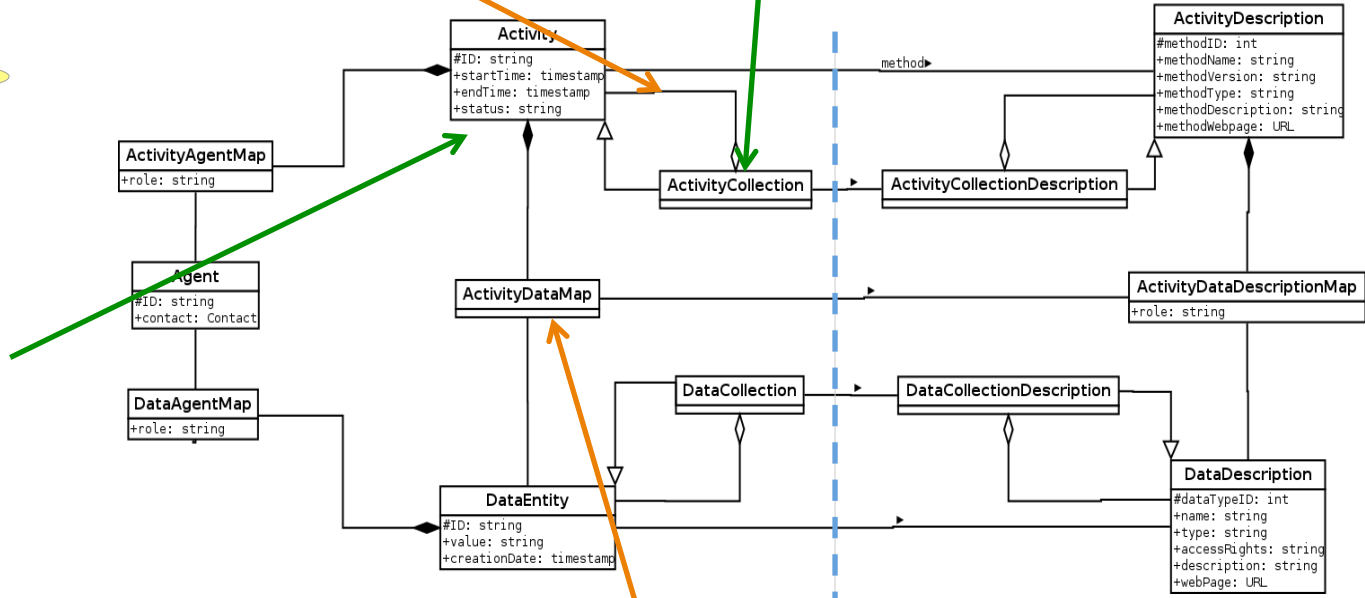 Activity
#ID: string
+startTime: timestamp
+endTime: timestamp
+status: string
method
ActivityDescription
#methodID: int
+methodName: string
+methodVersion: string
+methodType: string
+methodDescription: string
+methodWebpage: URL
ActivityAgentMap
+role: string
ActivityCollection
ActivityCollectionDescription
Agent
#ID: string
+contact: Contact
ActivityDataMap
ActivityDataDescriptionMap
+role: string
DataAgentMap
+role: string
DataCollection
DataCollectionDescription
DataEntity
#ID: string
+value: string
+creationDate: timestamp
DataDescription
#dataTypeID: int
+name: string
+type: string
+accessRights: string
+description: string
+webPage: URL